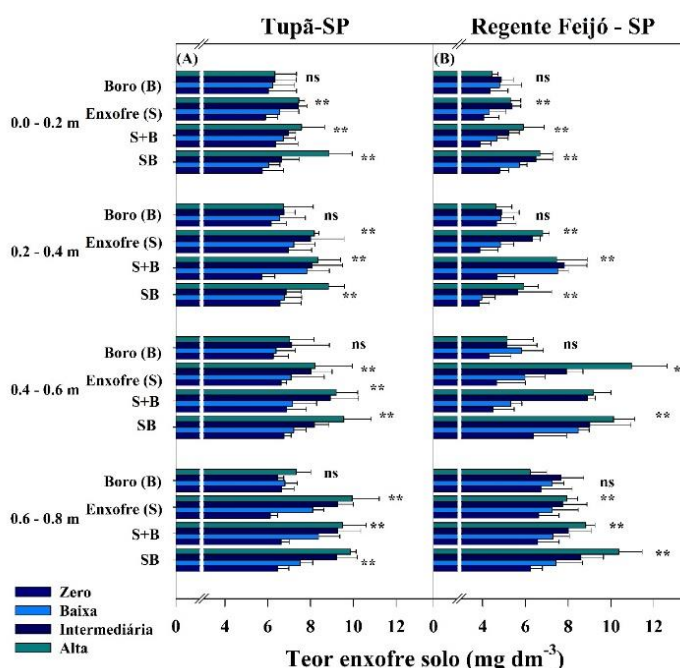 Tupã-SP Regente Feijó - SP
(A) (B)
0.0 - 0.2 m
Boro (B) ns ns
Enxofre (S) ** **
S+B ** **
SB ** **
0.2 - 0.4 m
Boro (B) ns ns
Enxofre (S) ** **
S+B ** **
SB ** **
0.4 - 0.6 m
Boro (B) ns ns
Enxofre (S) ** *
S+B **
SB ** **
0.6 - 0.8 m
Boro (B) ns ns
Enxofre (S) ** **
S+B ** **
SB ** **
Zero
Baixa
Intermediária
Alta
0 4 6 8 10 12 0 4 6 8 10 12
Teor enxofre solo (mg dm-3)